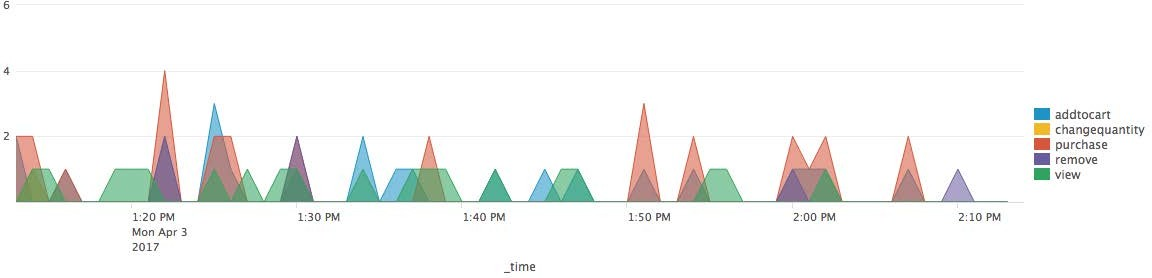 6
4
2
1:20 PM
Mon Apr 3
2017
1:30 PM
1:40 PM
1:50 PM
2:00 PM
2:10 PM
_time
addtocart
changequantity
purchase
remove
view